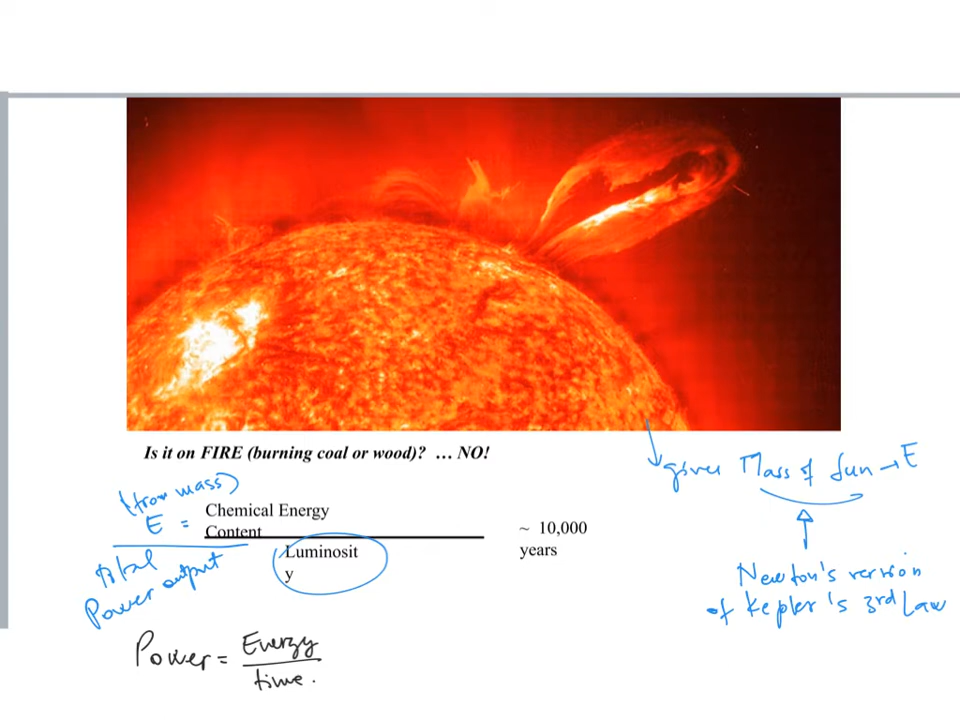 Is it on FIRE (burning coal or wood)? … NO!
gives Mass of Sun → E
(from mass)
E =
Chemical Energy
Content
~ 10,000
years
Luminosit
y
Total
Power output
Newton's version
of Kepler's 3rd Law
Power = Energy
time.